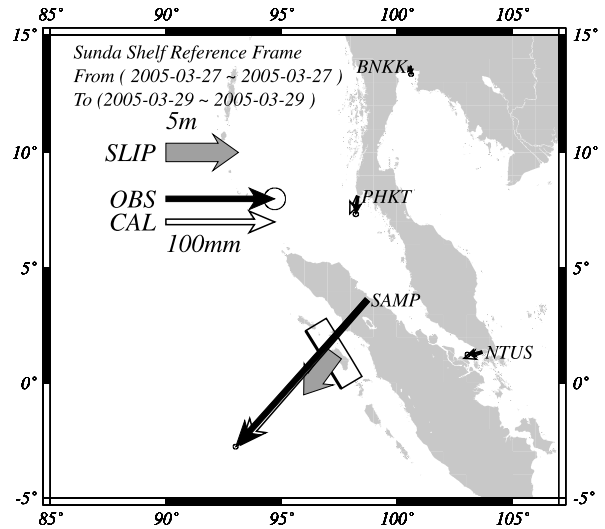 85° 90° 95° 100° 105°
15° 15°
Sunda Shelf Reference Frame
From ( 2005-03-27 ~ 2005-03-27 )
To (2005-03-29 ~ 2005-03-29 )
BNKK
5m
SLIP
10° 10°
OBS
PHKT
CAL
100mm
5° 5°
SAMP
NTUS
0° 0°
-5° -5°
85° 90° 95° 100° 105°